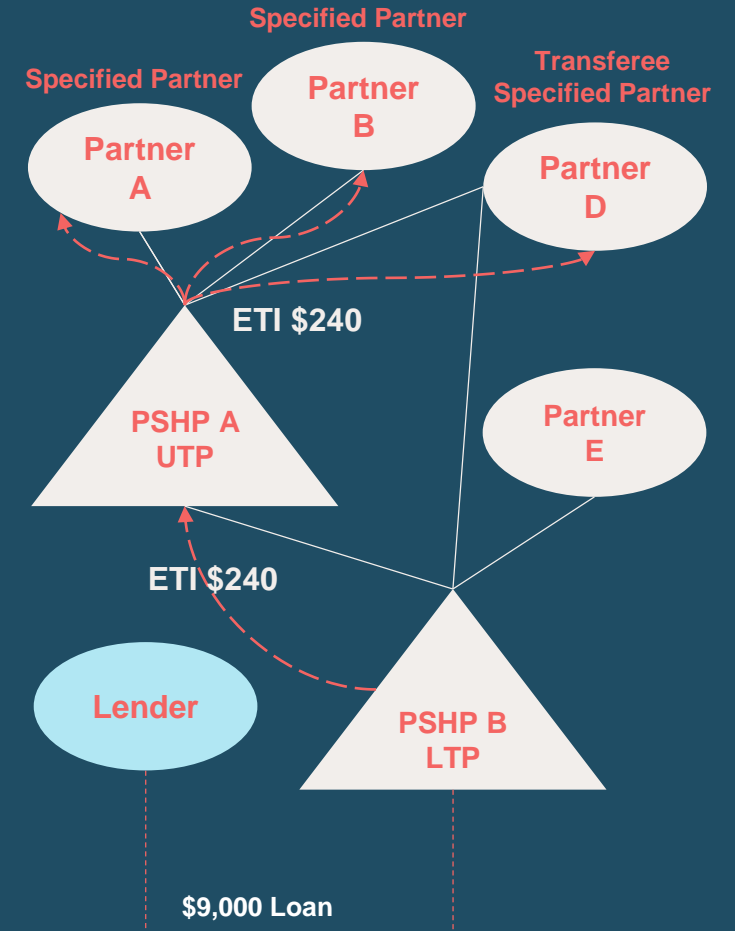 Specified Partner
Specified Partner
Transferee
Specified Partner
Partner
B
Partner
A
Partner
D
ETI $240
PSHP A
UTP
Partner
E
ETI $240
Lender
PSHP B
LTP
$9,000 Loan